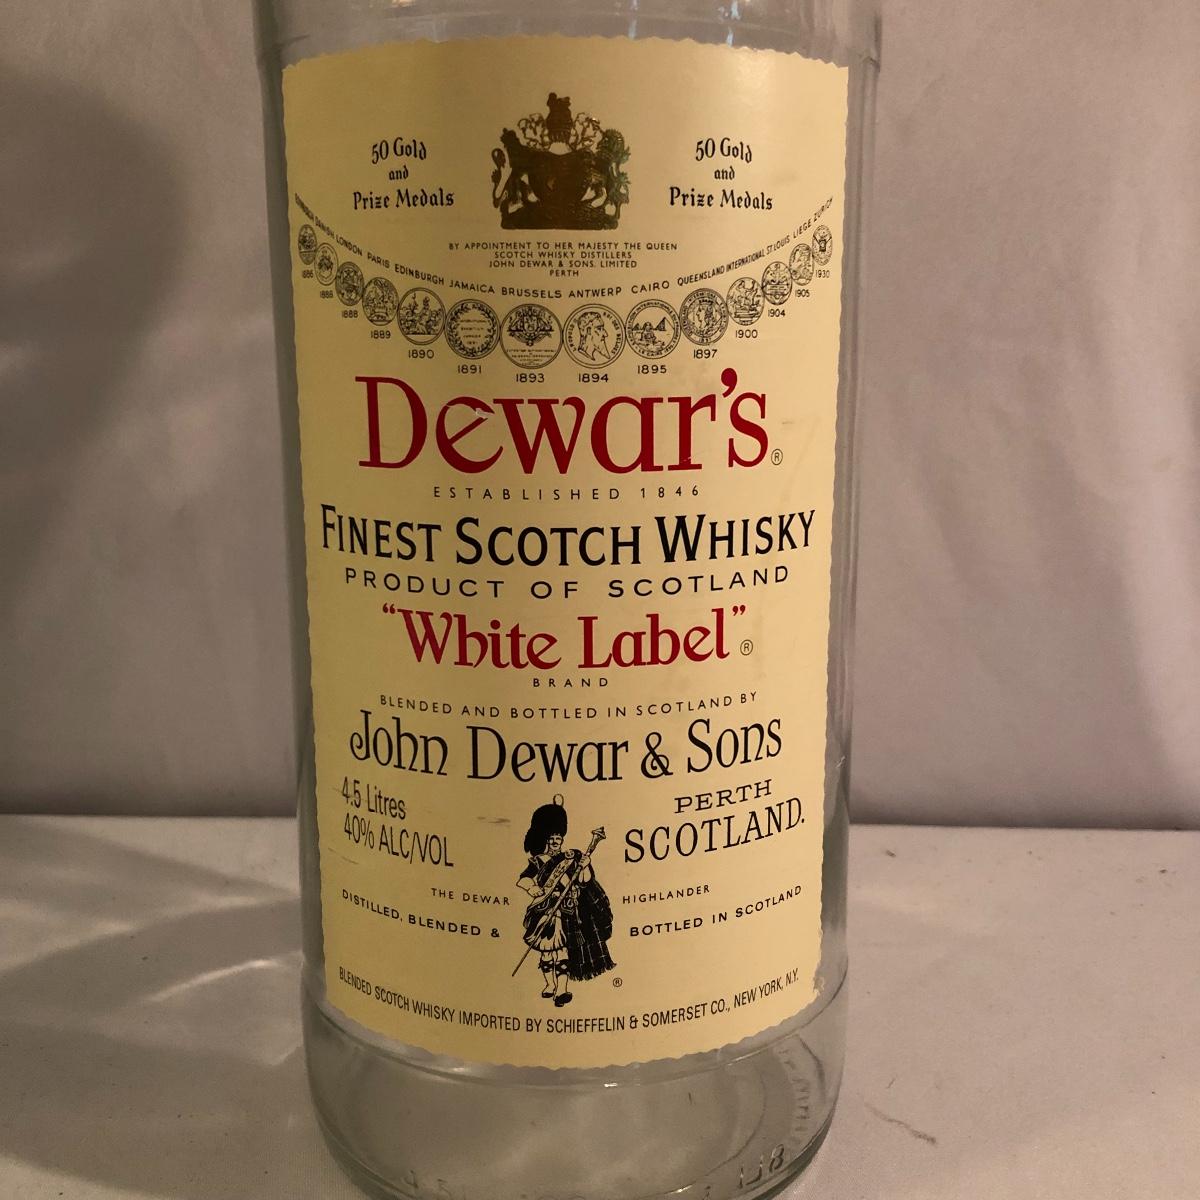 50 Gold
and
Prize Medals
50 Gold
and
Prize Medals
BY APPOINTMENT TO HER MAJESTY THE QUEEN
SCOTCH WHISKY DISTILLERS
JOHN DEWAR & SONS. LIMITED
PERTH
EDINBURGH DANISH LONDON PARIS EDINBURGH JAMAICA BRUSSELS ANTWERP CAIRO QUEENSLAND INTERNATIONAL ST. LOUIS LIEGE ZURICH
1886 1888 1888 1889 1890 1891 1893 1894 1895 1897 1900 1904 1905 1930
Dewar's®
ESTABLISHED 1846
FINEST SCOTCH WHISKY
PRODUCT OF SCOTLAND
"White Label"®
BRAND
BLENDED AND BOTTLED IN SCOTLAND BY
John Dewar & Sons
4.5 Litres
40% ALC/VOL
PERTH
SCOTLAND.
THE DEWAR HIGHLANDER
DISTILLED, BLENDED & BOTTLED IN SCOTLAND
®
BLENDED SCOTCH WHISKY IMPORTED BY SCHIEFFELIN & SOMERSET CO., NEW YORK, N.Y.